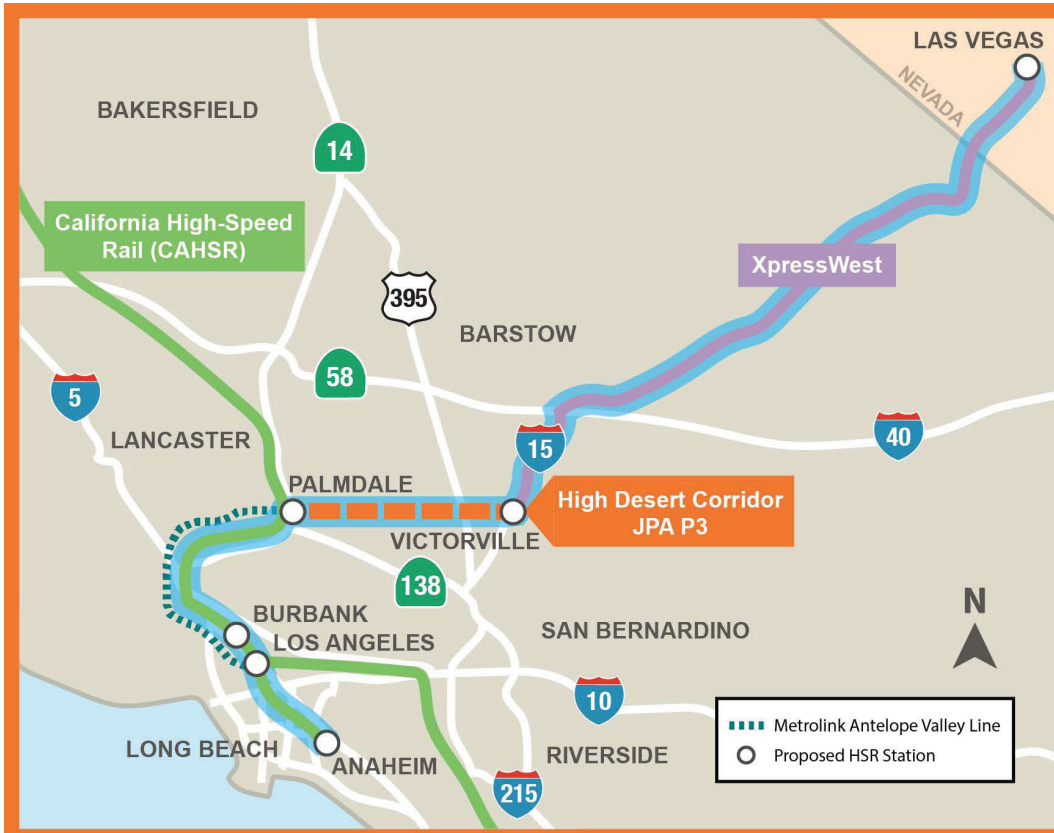 LAS VEGAS
NEVADA
BAKERSFIELD
14
California High-Speed
Rail (CAHSR)
XpressWest
395
BARSTOW
58
5
40
LANCASTER
15
PALMDALE
High Desert Corridor
JPA P3
VICTORVILLE
138
N
BURBANK
LOS ANGELES
SAN BERNARDINO
10
Metrolink Antelope Valley Line
Proposed HSR Station
LONG BEACH
ANAHEIM
RIVERSIDE
215